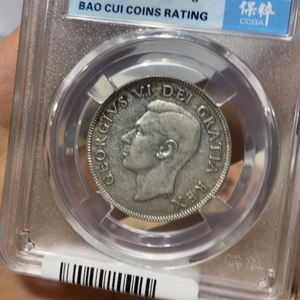 BAO CUI COINS RATING
保粹
CCGA
GEORGIVS VI DEI GRATIA REX